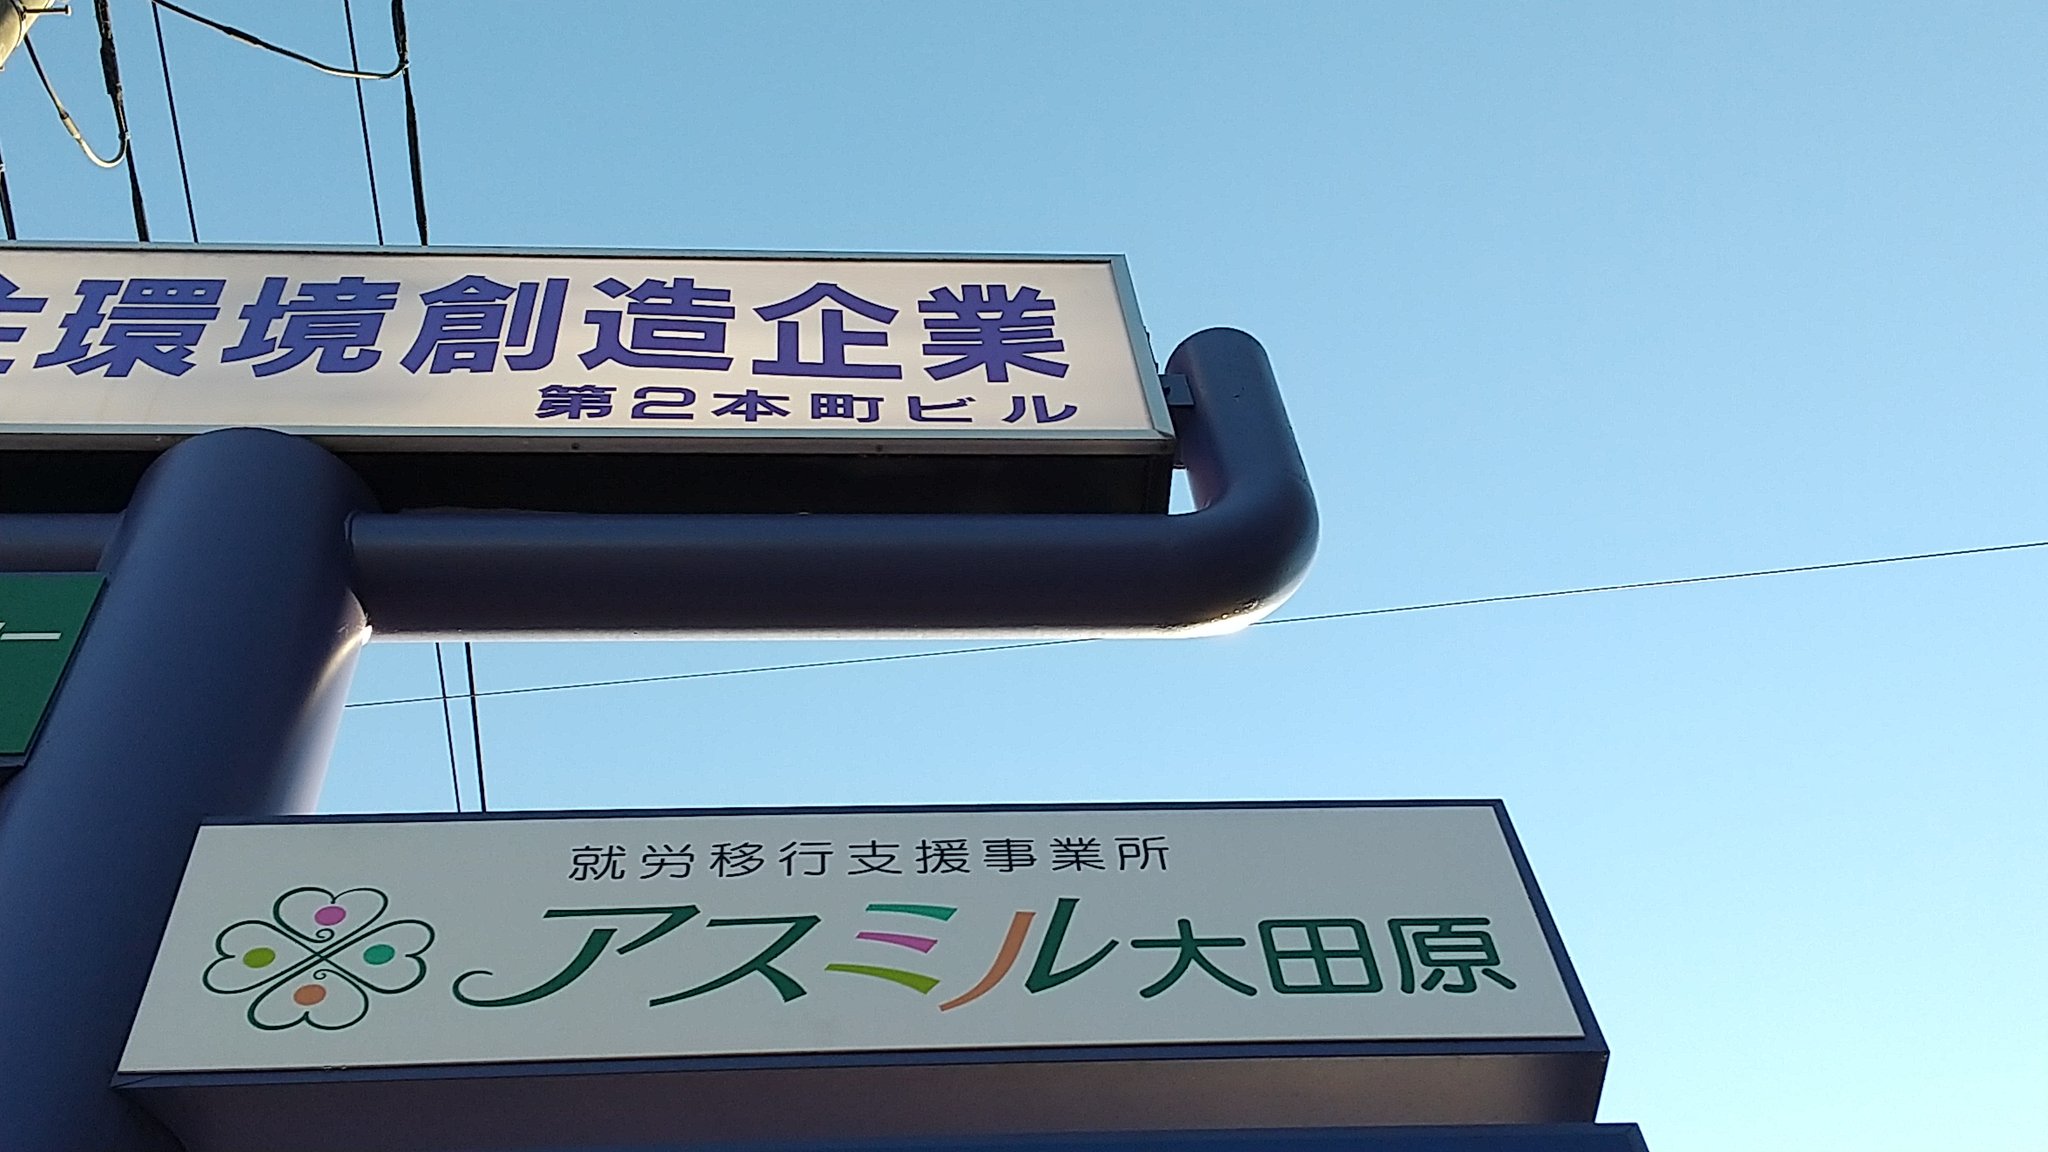 環境創造企業
第2本町ビル
就労移行支援事業所
アスミル大田原